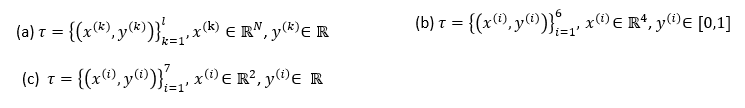 (a) τ = {(x^(k), y^(k))}_{k=1}^{l}, x^(k) ∈ ℝ^N, y^(k) ∈ ℝ
(b) τ = {(x^(i), y^(i))}_{i=1}^{6}, x^(i) ∈ ℝ^4, y^(i) ∈ [0,1]
(c) τ = {(x^(i), y^(i))}_{i=1}^{7}, x^(i) ∈ ℝ^2, y^(i) ∈ ℝ